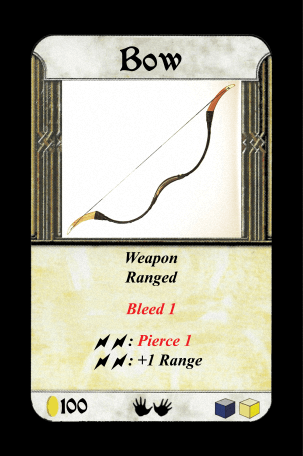 Bow
Weapon
Ranged
Bleed 1
: Pierce 1
: +1 Range
100